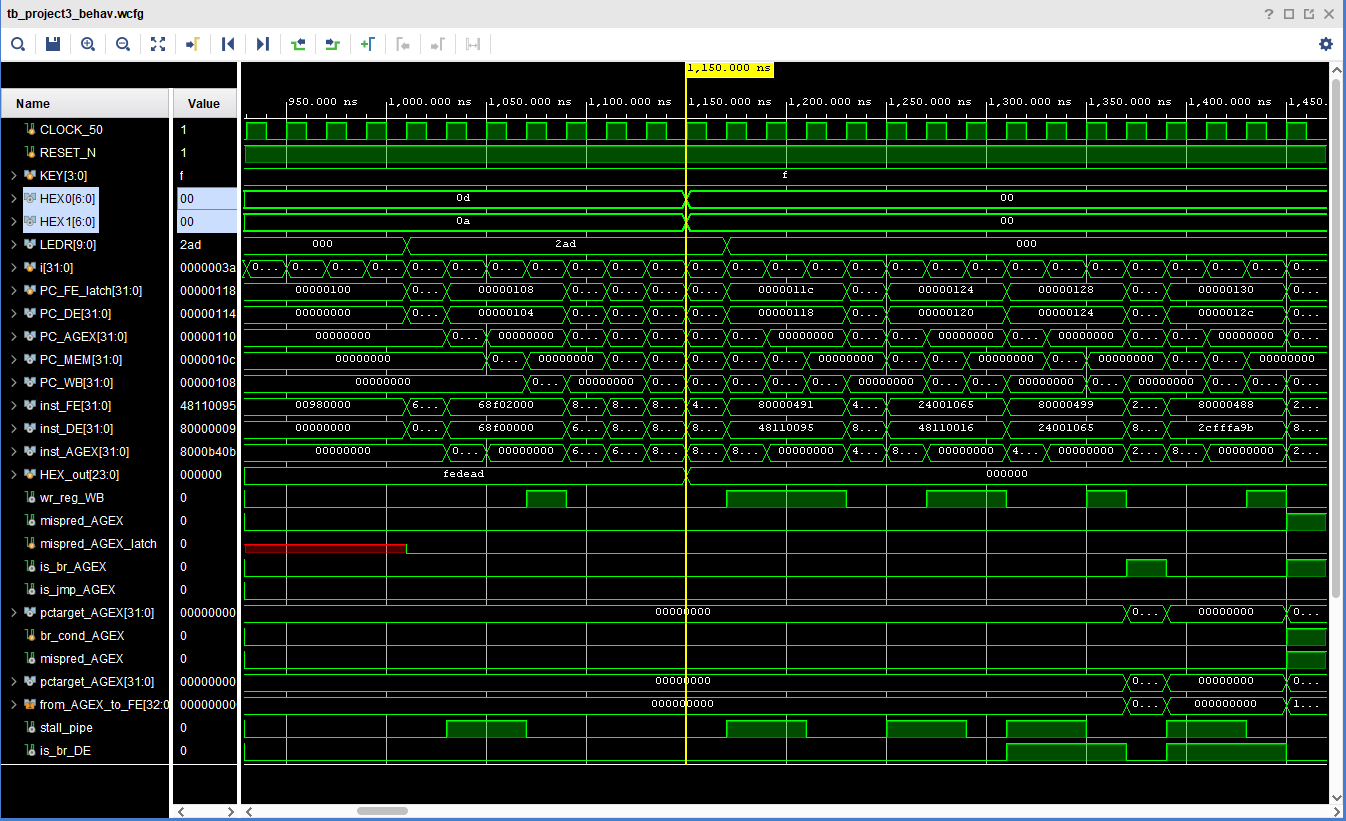 tb_project3_behav.wcfg
1,150.000 ns
Name Value
950.000 ns 1,000.000 ns 1,050.000 ns 1,100.000 ns 1,150.000 ns 1,200.000 ns 1,250.000 ns 1,300.000 ns 1,350.000 ns 1,400.000 ns 1,450.
CLOCK_50 1
RESET_N 1
KEY[3:0] f f
HEX0[6:0] 00 0d 00
HEX1[6:0] 00 0a 00
LEDR[9:0] 2ad 000 2ad 000
i[31:0] 0000003a 0... 0... 0... 0... 0... 0... 0... 0... 0... 0... 0... 0... 0... 0... 0... 0... 0... 0... 0... 0... 0... 0... 0... 0... 0... 0... 0...
PC_FE_latch[31:0] 00000118 00000100 0... 00000108 0... 0... 0... 0... 0000011c 0... 00000124 00000128 0... 00000130 0...
PC_DE[31:0] 00000114 00000000 0... 00000104 0... 0... 0... 0... 00000118 0... 00000120 00000124 0... 0000012c 0...
PC_AGEX[31:0] 00000110 00000000 0... 00000000 0... 0... 0... 0... 00000000 0... 0... 00000000 0... 00000000 0... 00000000 0...
PC_MEM[31:0] 0000010c 00000000 0... 00000000 0... 0... 0... 0... 00000000 0... 0... 00000000 0... 00000000 0... 0... 00000000
PC_WB[31:0] 00000108 00000000 0... 00000000 0... 0... 0... 0... 00000000 0... 0... 00000000 0... 00000000 0... 00000000
inst_FE[31:0] 48110095 00980000 6... 68f02000 8... 8... 8... 4... 80000491 4... 24001065 80000499 2... 80000488 2...
inst_DE[31:0] 80000009 00000000 0... 68f00000 6... 8... 8... 8... 48110095 8... 48110016 24001065 8... 2cfffa9b 8...
inst_AGEX[31:0] 8000b40b 00000000 0... 00000000 6... 6... 8... 8... 00000000 4... 8... 00000000 4... 00000000 2... 00000000 2...
HEX_out[23:0] 000000 fedead 000000
wr_reg_WB 0
mispred_AGEX 0
mispred_AGEX_latch 0
is_br_AGEX 0
is_jmp_AGEX 0
pctarget_AGEX[31:0] 00000000 00000000 0... 00000000 0...
br_cond_AGEX 0
mispred_AGEX 0
pctarget_AGEX[31:0] 00000000 00000000 0... 00000000 0...
from_AGEX_to_FE[32:0 000000000 000000000 0... 000000000 1...
stall_pipe 0
is_br_DE 0